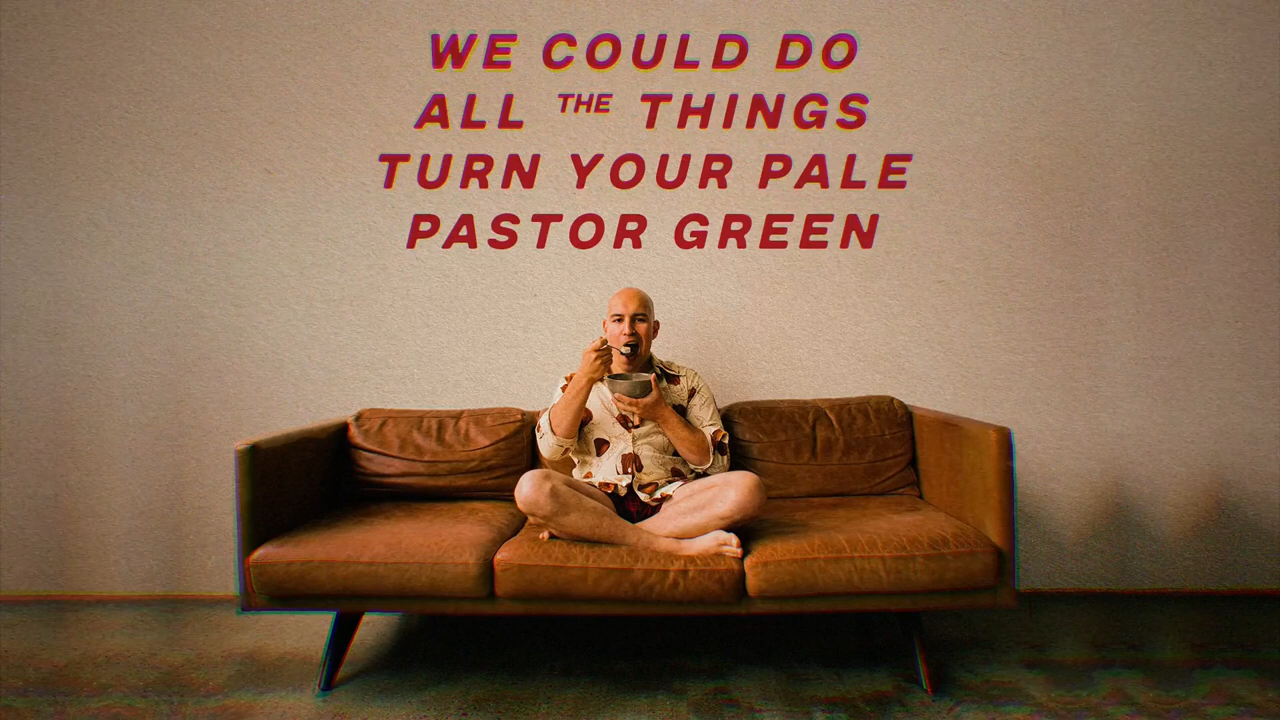 WE COULD DO
ALL THE THINGS
TURN YOUR PALE
PASTOR GREEN